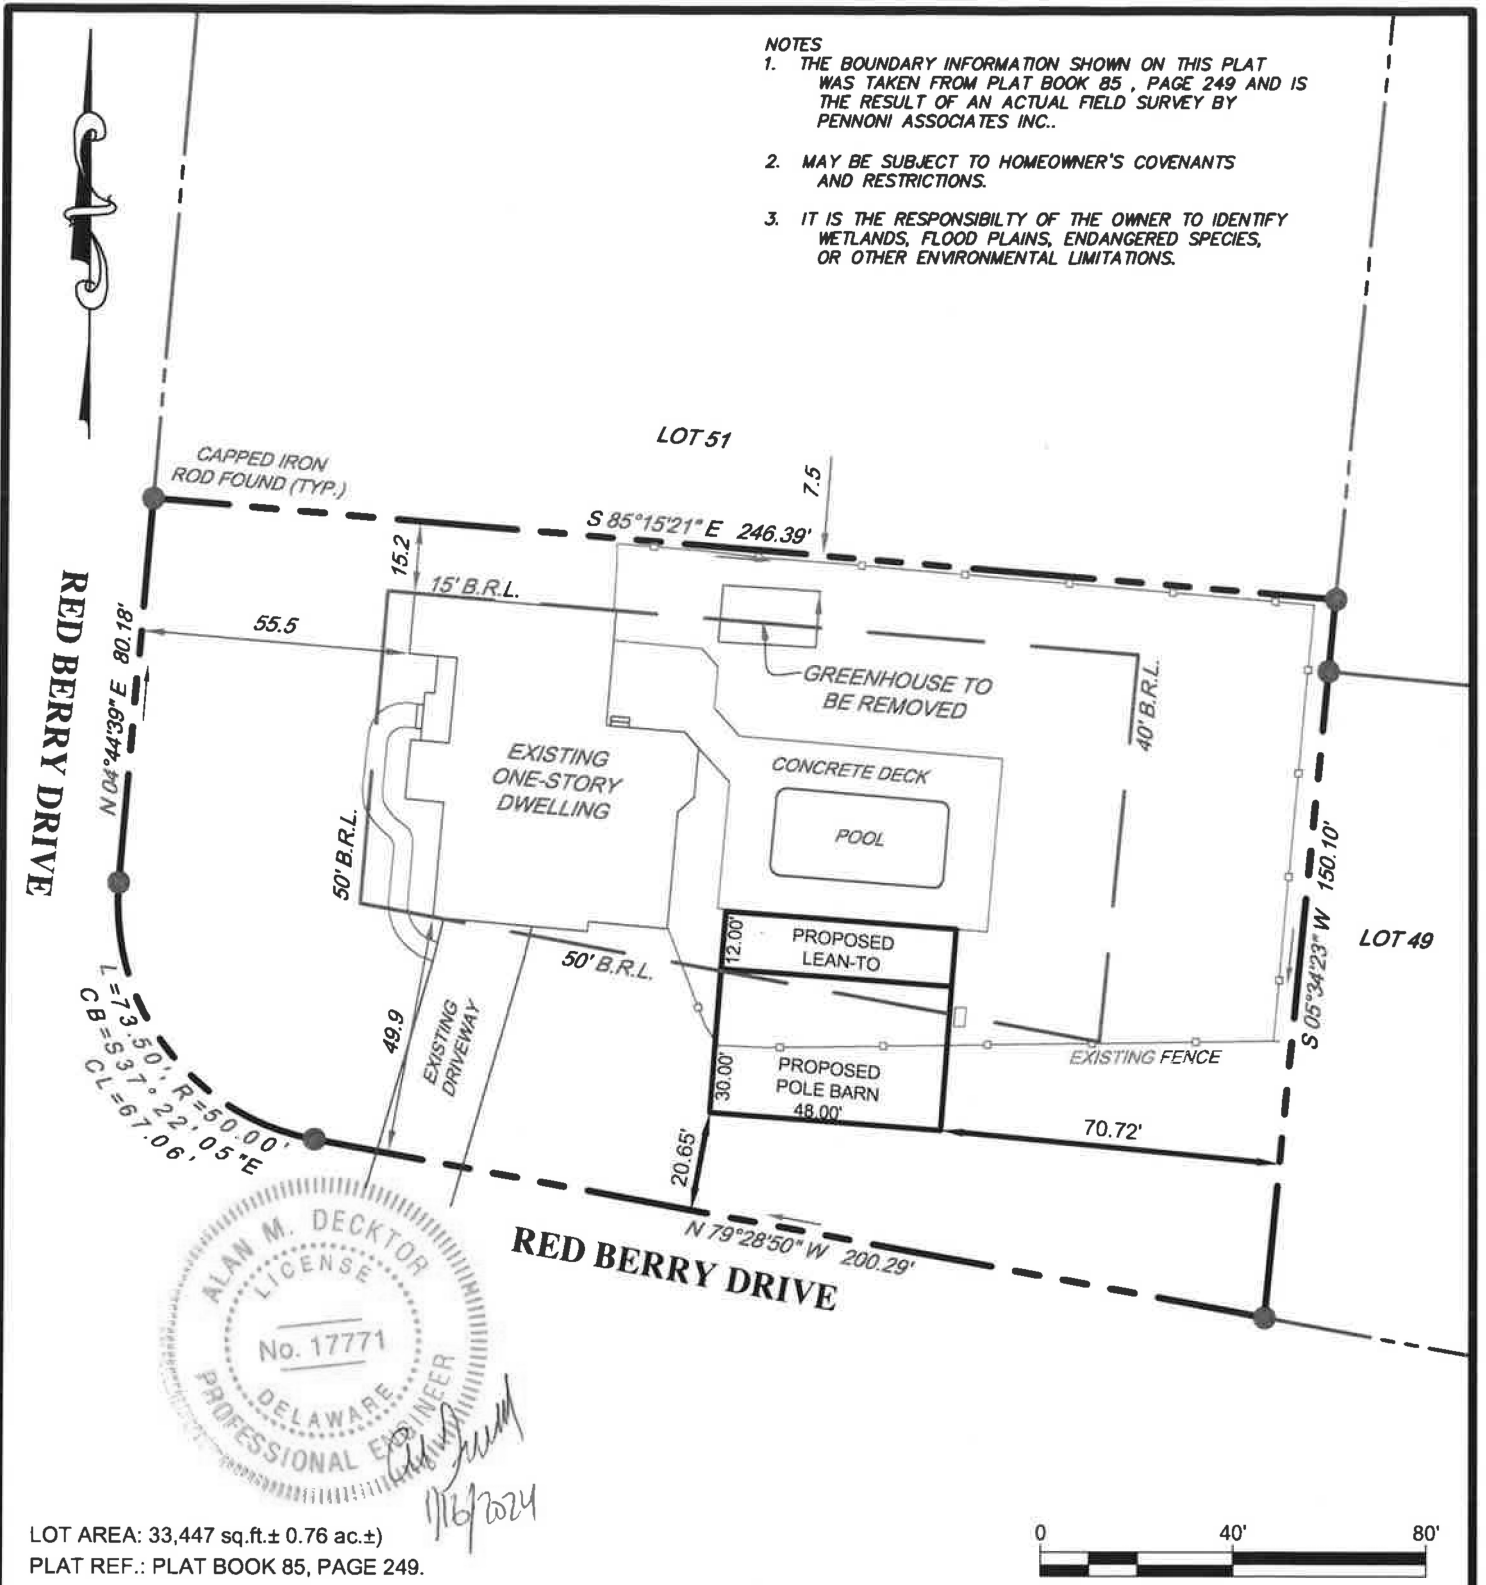 NOTES
1. THE BOUNDARY INFORMATION SHOWN ON THIS PLAT
WAS TAKEN FROM PLAT BOOK 85 , PAGE 249 AND IS
THE RESULT OF AN ACTUAL FIELD SURVEY BY
PENNONI ASSOCIATES INC..
2. MAY BE SUBJECT TO HOMEOWNER'S COVENANTS
AND RESTRICTIONS.
3. IT IS THE RESPONSIBILTY OF THE OWNER TO IDENTIFY
WETLANDS, FLOOD PLAINS, ENDANGERED SPECIES,
OR OTHER ENVIRONMENTAL LIMITATIONS.
LOT 51
CAPPED IRON
ROD FOUND (TYP.)
7.5
S 85°15'21" E 246.39'
15.2
15' B.R.L.
55.5
RED BERRY DRIVE
N 04°44'39" E 80.18'
GREENHOUSE TO
BE REMOVED
40' B.R.L.
EXISTING
ONE-STORY
DWELLING
CONCRETE DECK
POOL
50' B.R.L.
S 05°34'23" W 150.10'
LOT 49
12.00'
PROPOSED
LEAN-TO
50' B.R.L.
L=73.50', R=50.00'
CB=S37°22'05"E
CL=67.06'
49.9
EXISTING
DRIVEWAY
EXISTING FENCE
30.00'
PROPOSED
POLE BARN
48.00'
70.72'
20.65'
N 79°28'50" W 200.29'
RED BERRY DRIVE
ALAN M. DECKTOR
LICENSE
No. 17771
DELAWARE
PROFESSIONAL ENGINEER
1/16/2024
LOT AREA: 33,447 sq.ft.± 0.76 ac.±)
PLAT REF.: PLAT BOOK 85, PAGE 249.
0 40' 80'